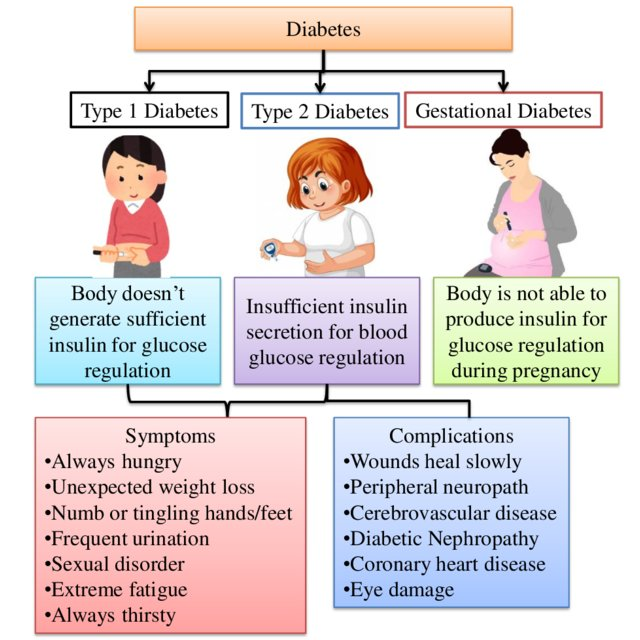 Diabetes
Type 1 Diabetes
Type 2 Diabetes
Gestational Diabetes
Body doesn’t
generate sufficient
insulin for glucose
regulation
Insufficient insulin
secretion for blood
glucose regulation
Body is not able to
produce insulin for
glucose regulation
during pregnancy
Symptoms
•Always hungry
•Unexpected weight loss
•Numb or tingling hands/feet
•Frequent urination
•Sexual disorder
•Extreme fatigue
•Always thirsty
Complications
•Wounds heal slowly
•Peripheral neuropath
•Cerebrovascular disease
•Diabetic Nephropathy
•Coronary heart disease
•Eye damage